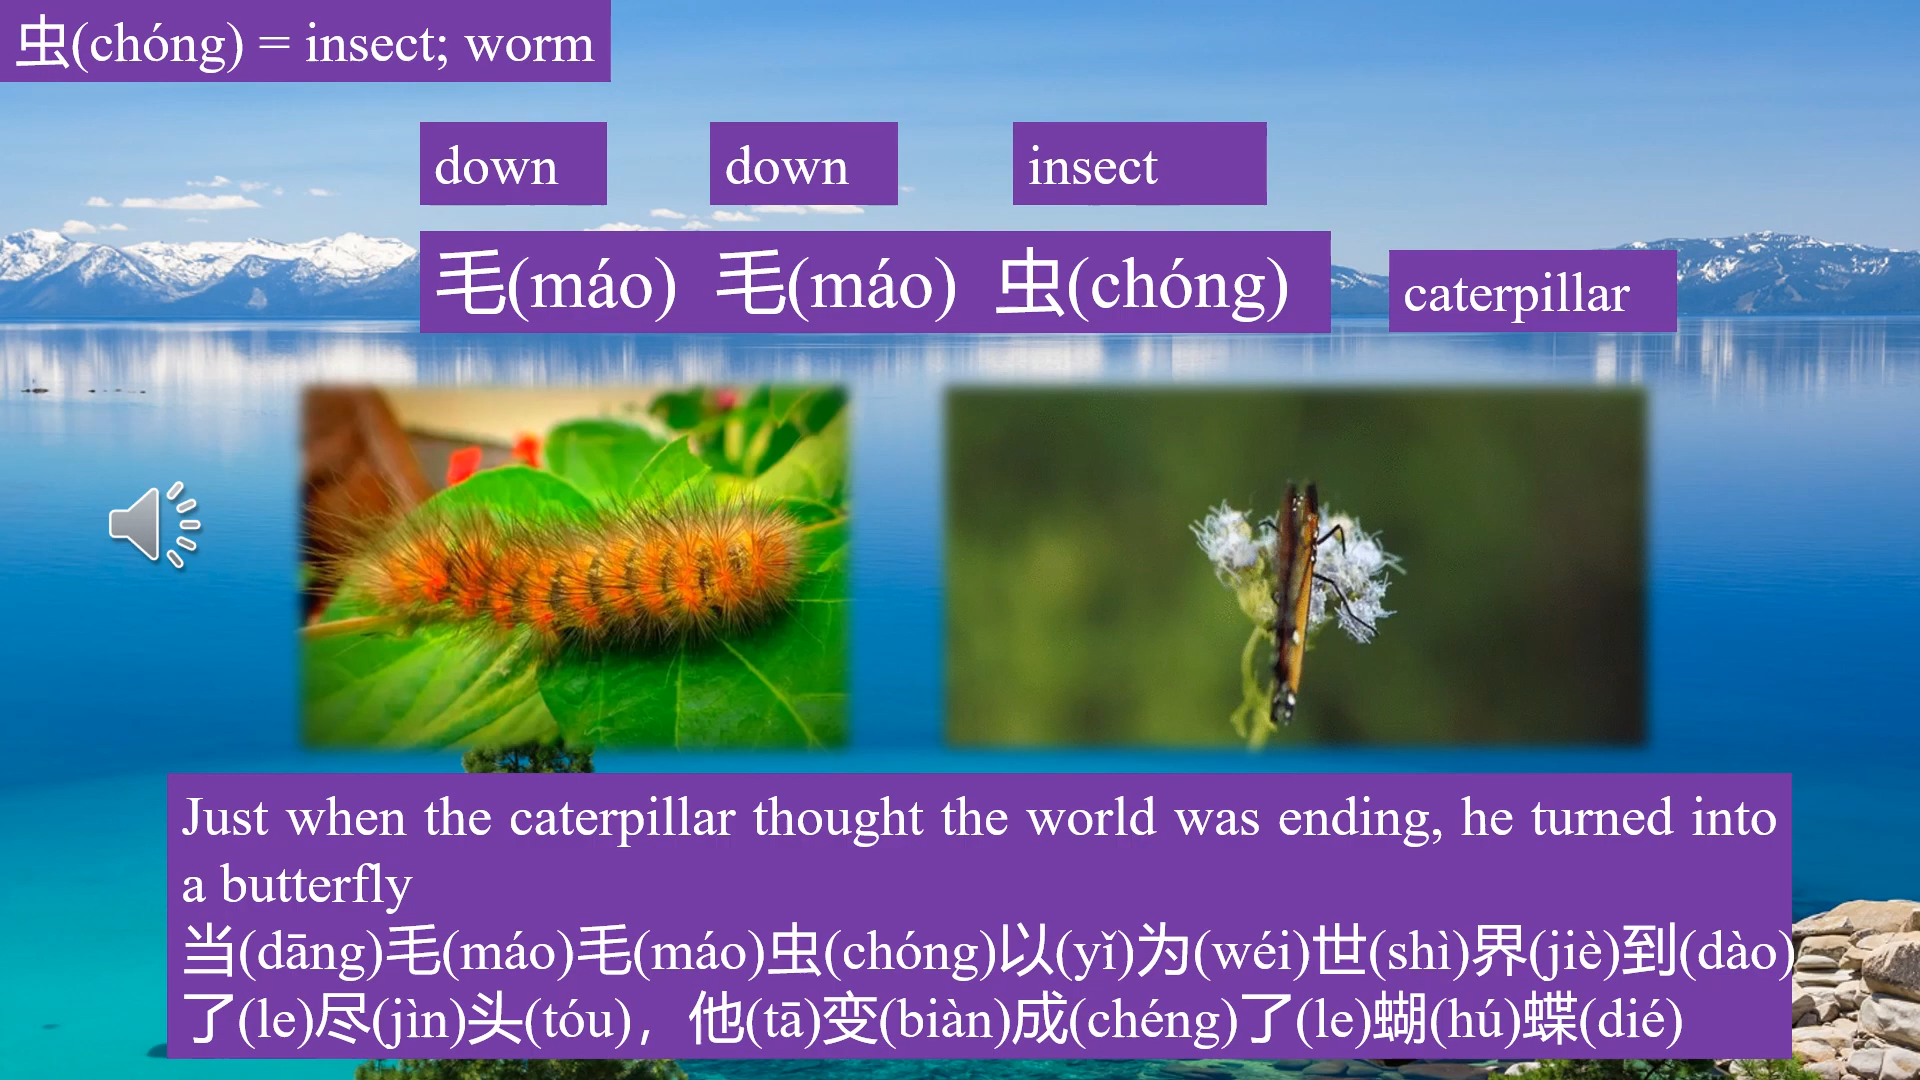 虫(chóng) = insect; worm
down down insect
毛(máo) 毛(máo) 虫(chóng)
caterpillar
Just when the caterpillar thought the world was ending, he turned into
a butterfly
当(dāng)毛(máo)毛(máo)虫(chóng)以(yǐ)为(wéi)世(shì)界(jiè)到(dào)
了(le)尽(jìn)头(tóu)，他(tā)变(biàn)成(chéng)了(le)蝴(hú)蝶(dié)